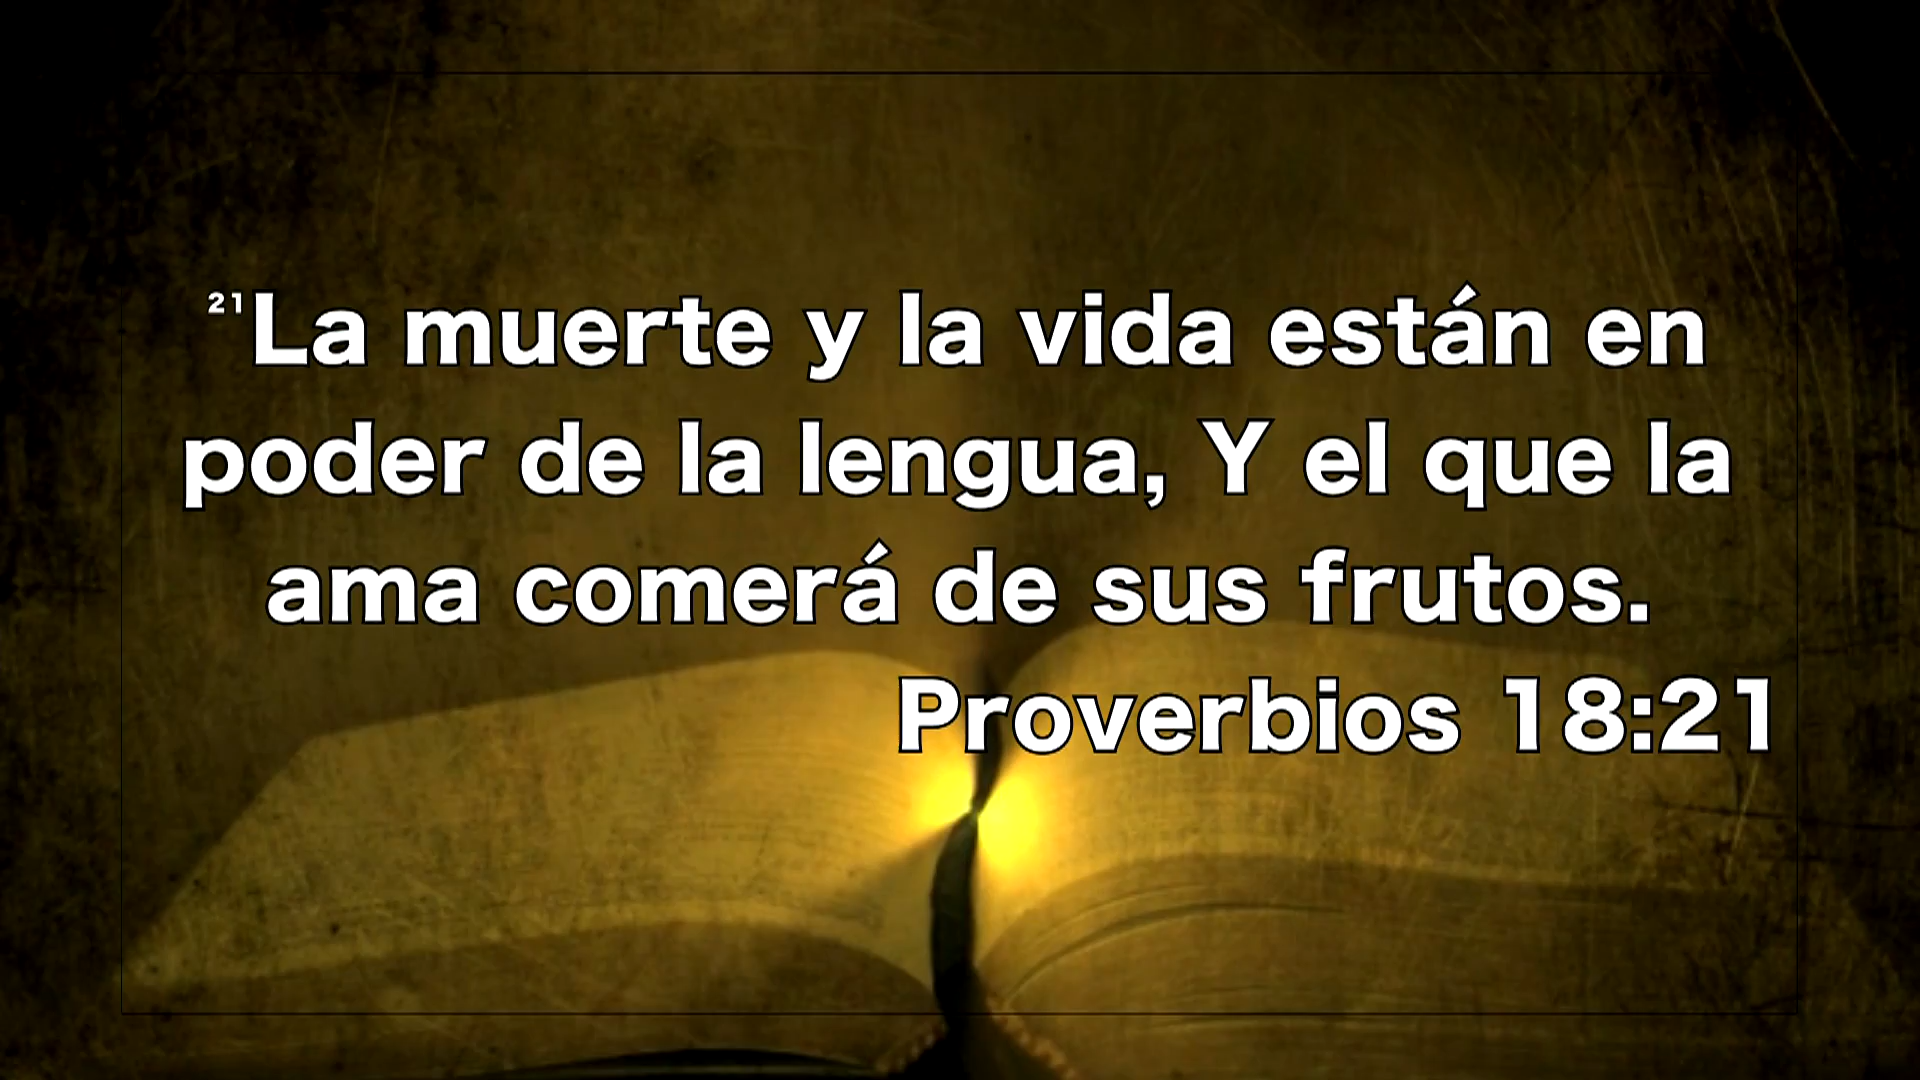 ²¹La muerte y la vida están en
poder de la lengua, Y el que la
ama comerá de sus frutos.
Proverbios 18:21